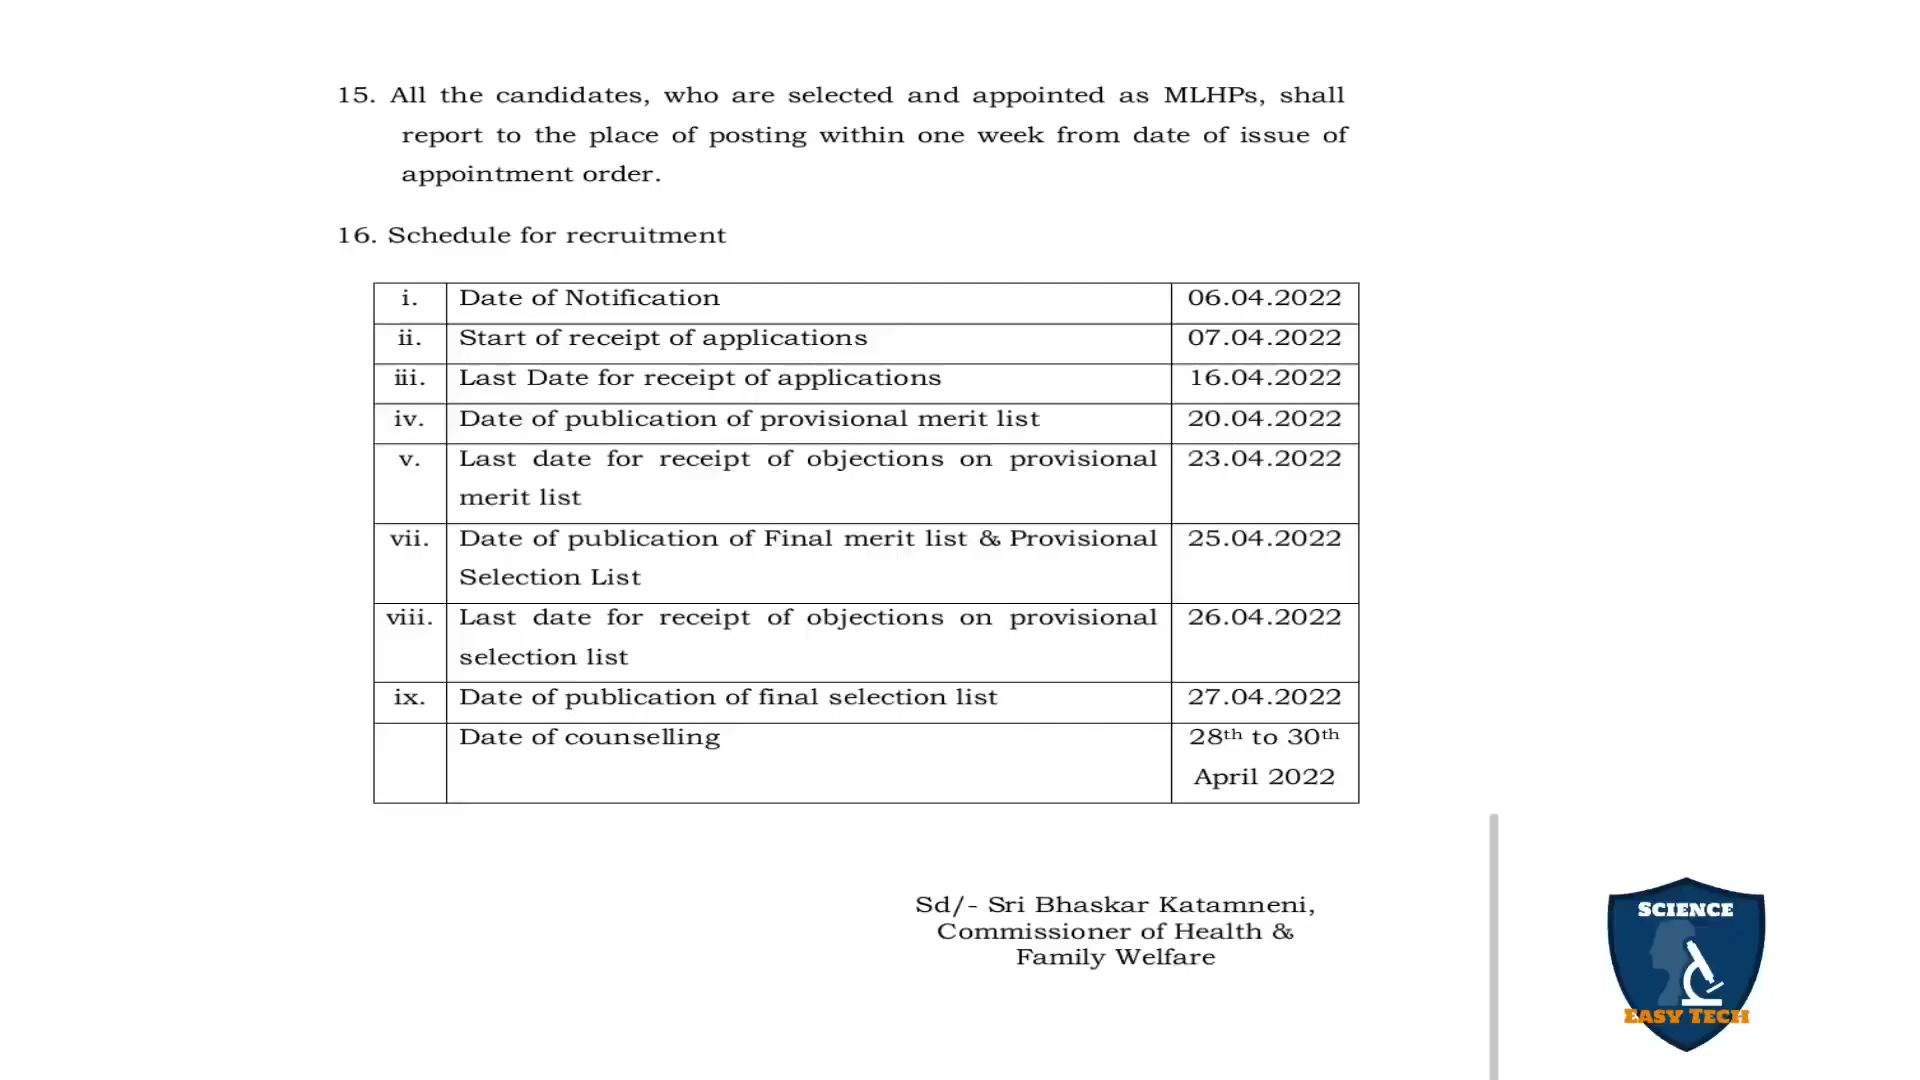 15. All the candidates, who are selected and appointed as MLHPs, shall
report to the place of posting within one week from date of issue of
appointment order.
16. Schedule for recruitment
i. Date of Notification 06.04.2022
ii. Start of receipt of applications 07.04.2022
iii. Last Date for receipt of applications 16.04.2022
iv. Date of publication of provisional merit list 20.04.2022
v. Last date for receipt of objections on provisional 23.04.2022
merit list
vii. Date of publication of Final merit list & Provisional 25.04.2022
Selection List
viii. Last date for receipt of objections on provisional 26.04.2022
selection list
ix. Date of publication of final selection list 27.04.2022
Date of counselling 28th to 30th
April 2022
Sd/- Sri Bhaskar Katamneni,
Commissioner of Health &
Family Welfare
SCIENCE
EASY TECH